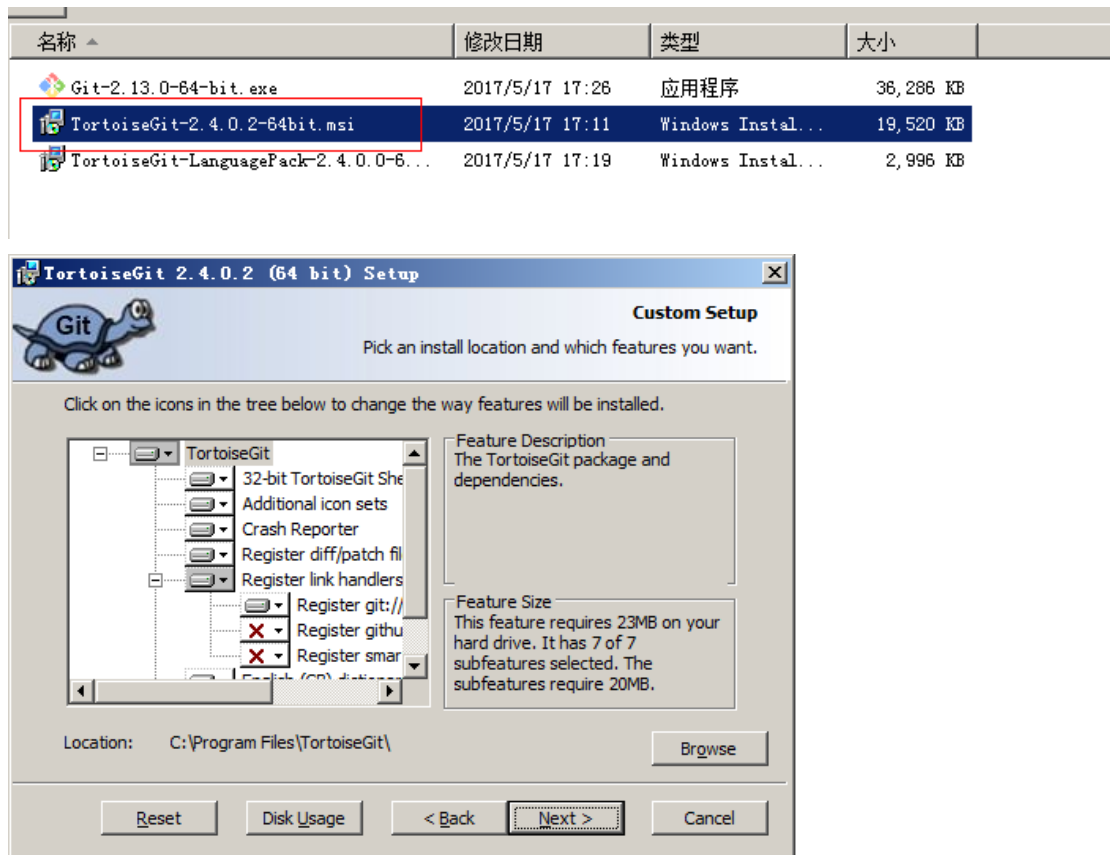 名称 修改日期 类型 大小
Git-2.13.0-64-bit.exe 2017/5/17 17:26 应用程序 36,286 KB
TortoiseGit-2.4.0.2-64bit.msi 2017/5/17 17:11 Windows Instal... 19,520 KB
TortoiseGit-LanguagePack-2.4.0.0-6... 2017/5/17 17:19 Windows Instal... 2,996 KB
TortoiseGit 2.4.0.2 (64 bit) Setup
Git
Custom Setup
Pick an install location and which features you want.
Click on the icons in the tree below to change the way features will be installed.
TortoiseGit
32-bit TortoiseGit She
Additional icon sets
Crash Reporter
Register diff/patch fil
Register link handlers
Register git://
Register githu
Register smar
English (GB) dictionar
Feature Description
The TortoiseGit package and
dependencies.
Feature Size
This feature requires 23MB on your
hard drive. It has 7 of 7
subfeatures selected. The
subfeatures require 20MB.
Location: C:\Program Files\TortoiseGit\
Browse
Reset Disk Usage < Back Next > Cancel